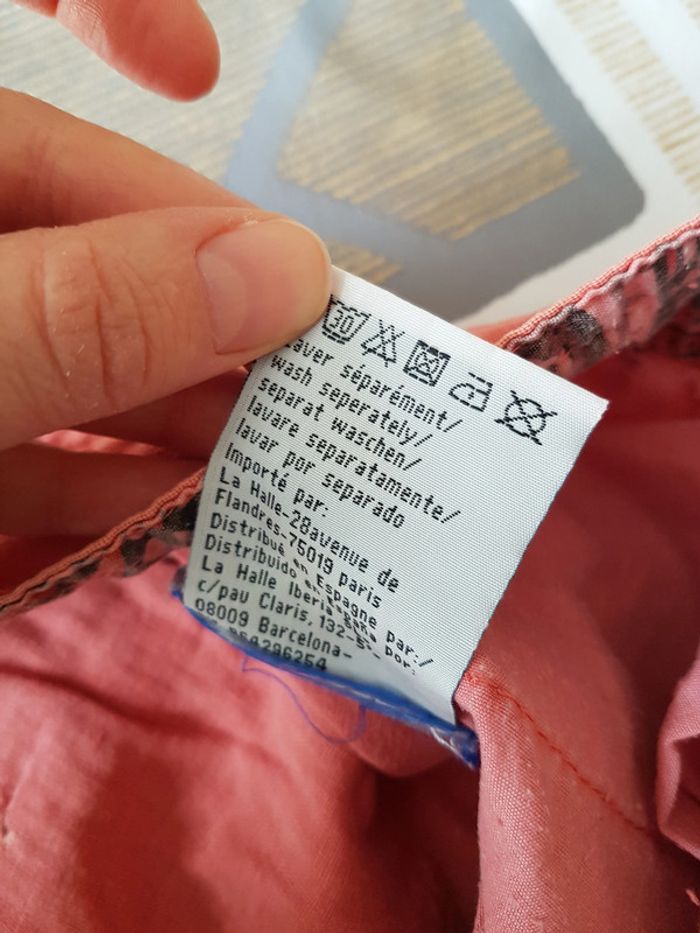 30
Laver séparément/
wash seperately/
separat waschen/
lavare separatamente/
lavar por separado
Importé par:
La Halle-28avenue de
Flandres-75019 paris
Distribué en Espagne par:/
Distribuido en España por:
La Halle Iberia
c/pau Claris, 132-
08009 Barcelona-